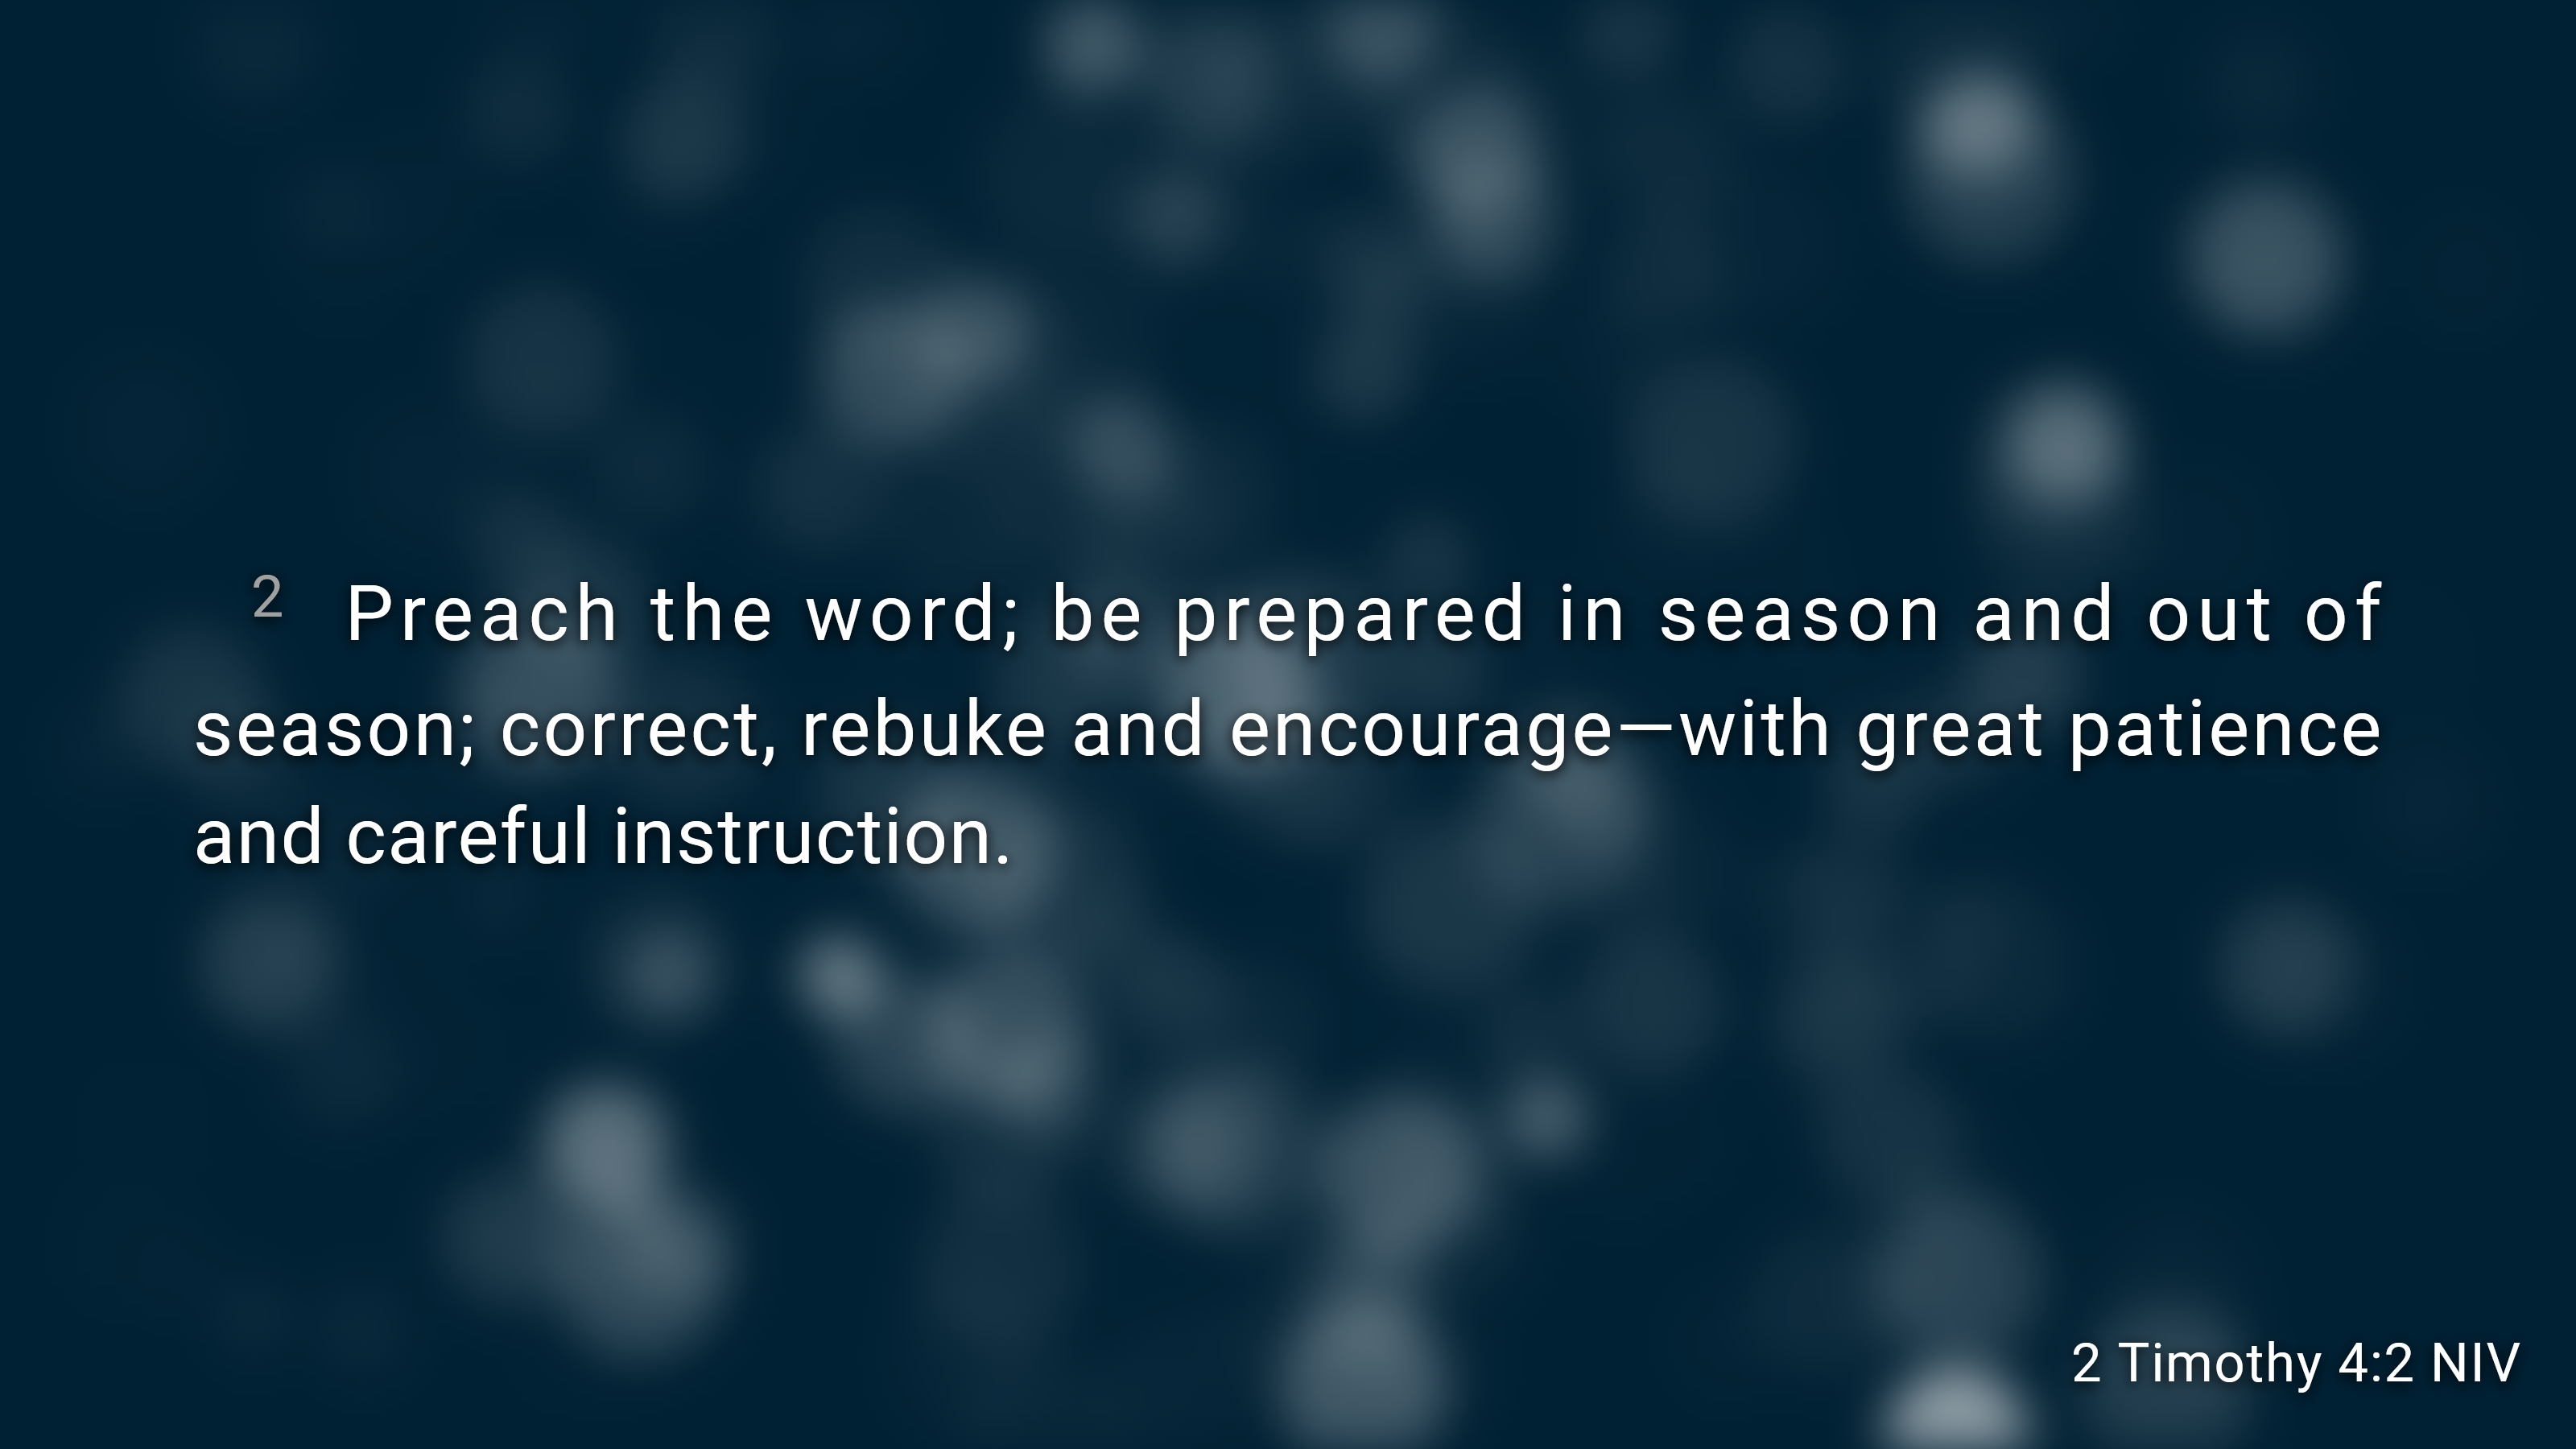 2 Preach the word; be prepared in season and out of
season; correct, rebuke and encourage—with great patience
and careful instruction.
2 Timothy 4:2 NIV